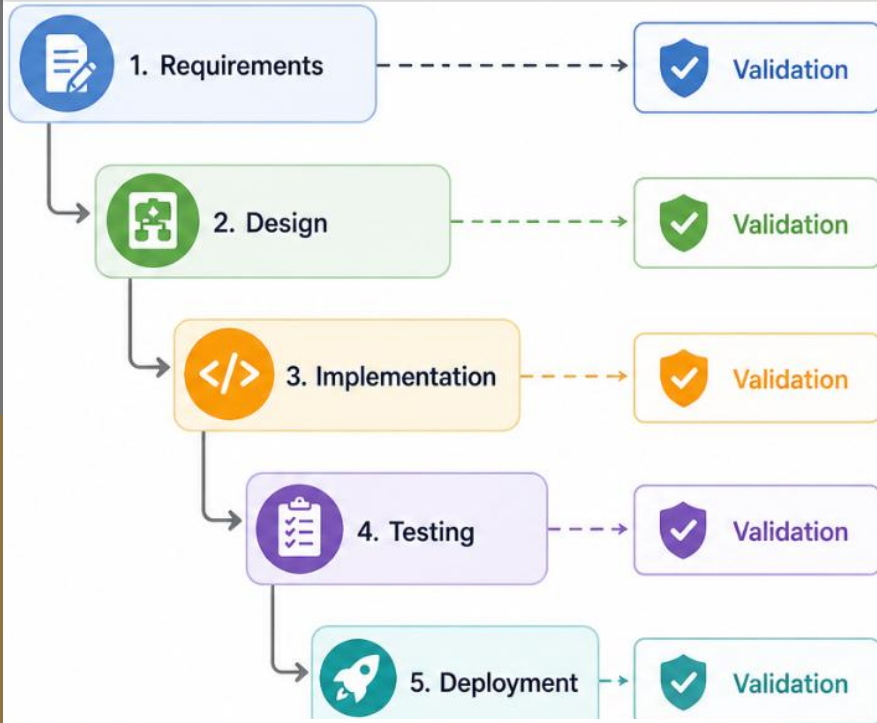 1. Requirements
Validation
2. Design
Validation
</>
3. Implementation
Validation
4. Testing
Validation
5. Deployment
Validation